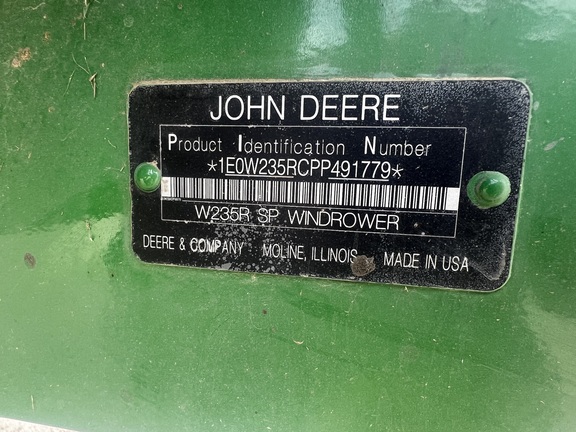 JOHN DEERE
Product Identification Number
*1E0W235RCPP491779*
W235R SP WINDROWER
DEERE & COMPANY MOLINE, ILLINOIS MADE IN USA